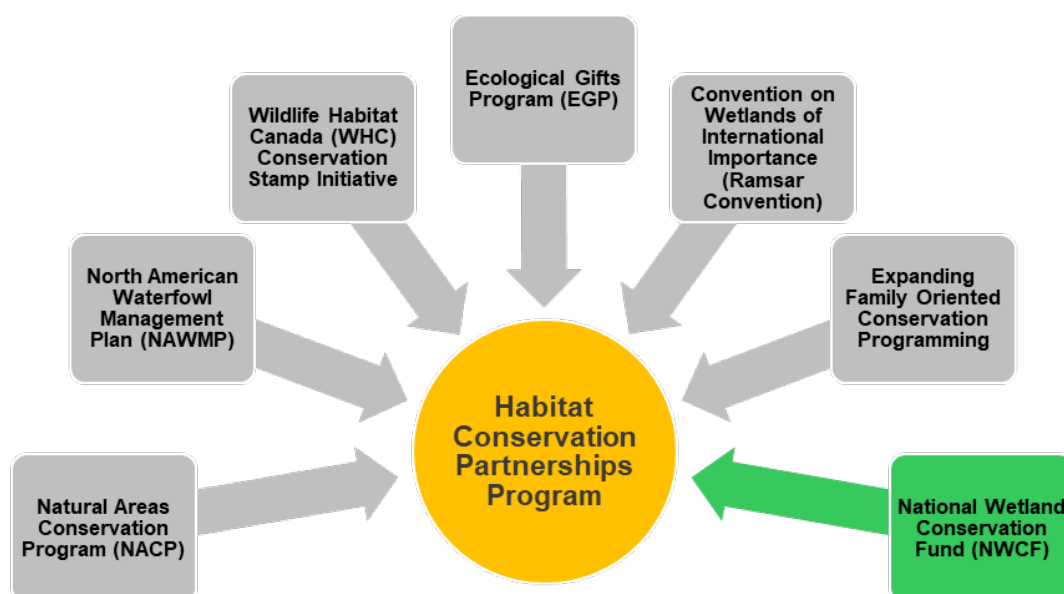 Ecological Gifts
Program (EGP)
Wildlife Habitat
Canada (WHC)
Conservation
Stamp Initiative
Convention on
Wetlands of
International
Importance
(Ramsar
Convention)
North American
Waterfowl
Management
Plan (NAWMP)
Expanding
Family Oriented
Conservation
Programming
Habitat
Conservation
Partnerships
Program
Natural Areas
Conservation
Program (NACP)
National Wetland
Conservation
Fund (NWCF)